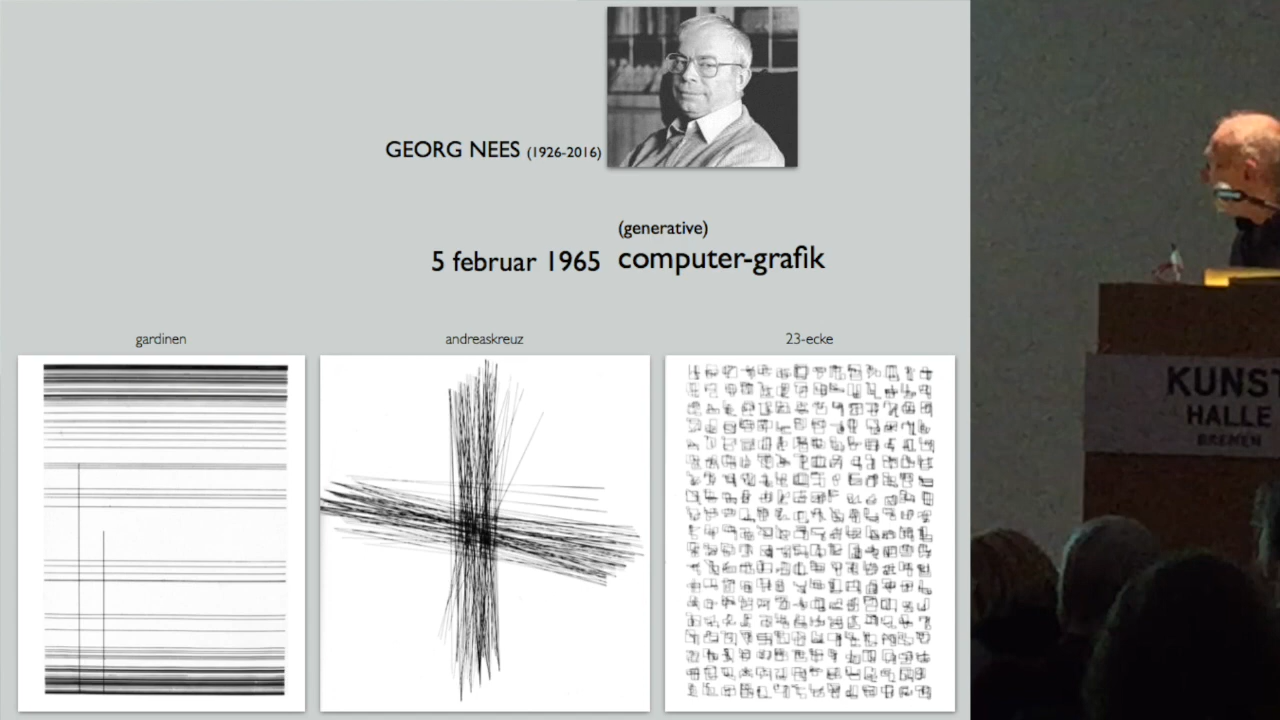 GEORG NEES (1926-2016)
(generative)
5 februar 1965 computer-grafik
gardinen
andreaskreuz
23-ecke
KUNST
HALLE
BREMEN